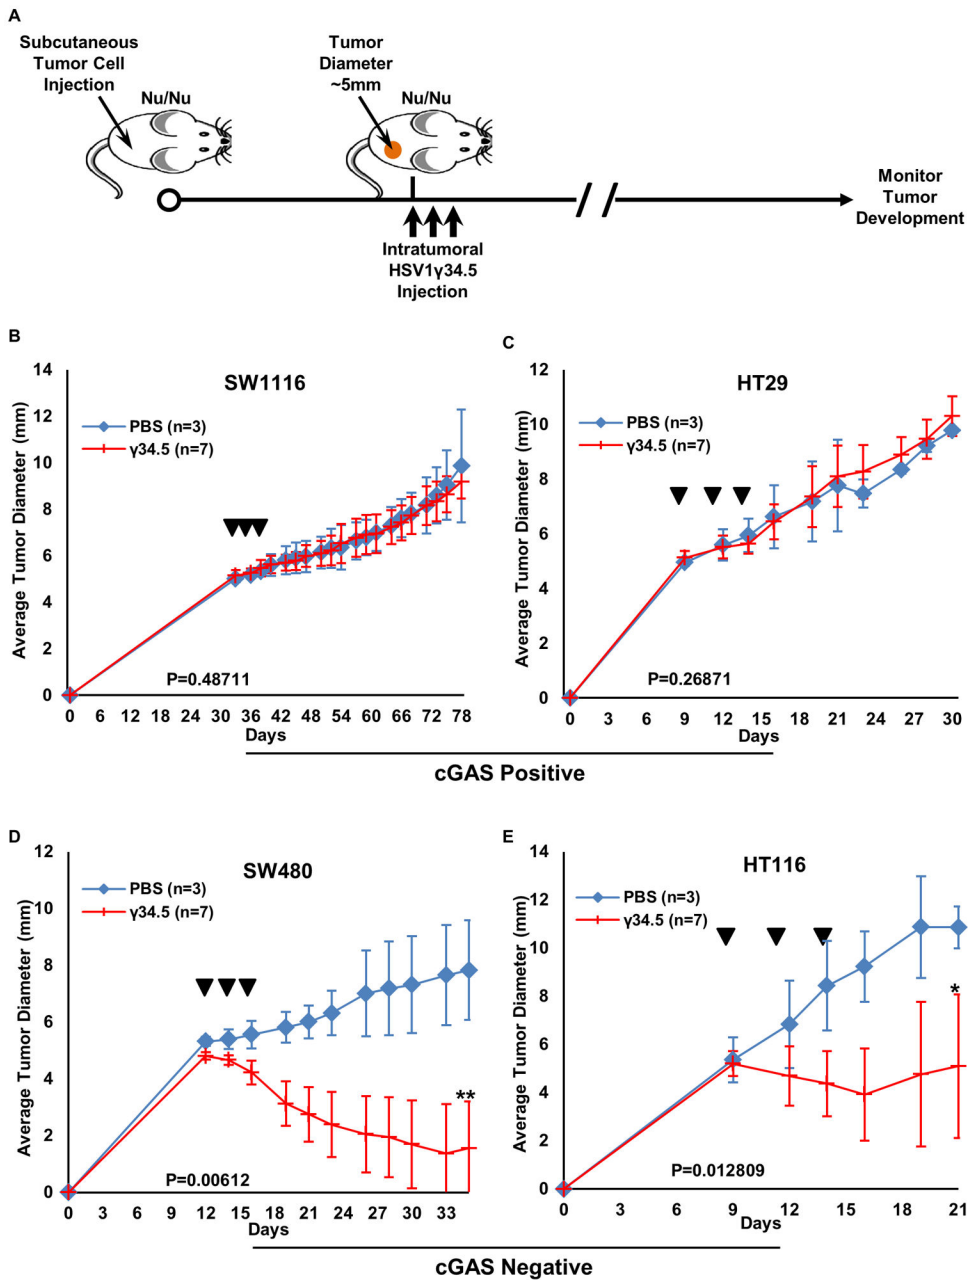 A
Subcutaneous
Tumor Cell
Injection
Nu/Nu
Tumor
Diameter
~5mm
Nu/Nu
Monitor
Tumor
Development
Intratumoral
HSV1γ34.5
Injection
B
SW1116
PBS (n=3)
γ34.5 (n=7)
Average Tumor Diameter (mm)
14
12
10
8
6
4
2
0
P=0.48711
0 6 12 18 24 30 36 42 48 54 60 66 72 78
Days
C
HT29
PBS (n=3)
γ34.5 (n=7)
Average Tumor Diameter (mm)
12
10
8
6
4
2
0
P=0.26871
0 3 6 9 12 15 18 21 24 27 30
Days
cGAS Positive
D
SW480
PBS (n=3)
γ34.5 (n=7)
Average Tumor Diameter (mm)
12
10
8
6
4
2
0
**
P=0.00612
0 3 6 9 12 15 18 21 24 27 30 33
Days
E
HT116
PBS (n=3)
γ34.5 (n=7)
Average Tumor Diameter (mm)
14
12
10
8
6
4
2
0
*
P=0.012809
0 3 6 9 12 15 18 21
Days
cGAS Negative